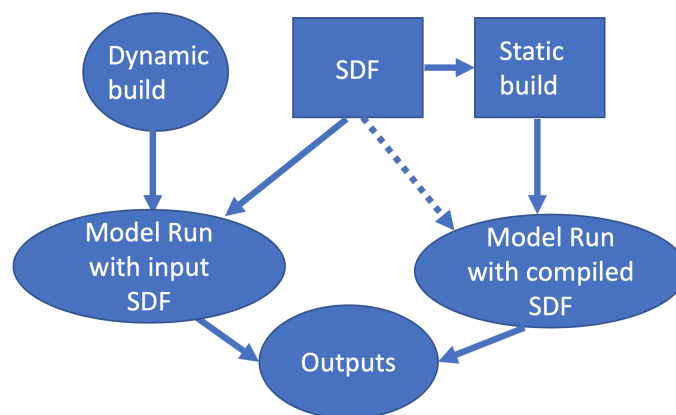 Dynamic
build
SDF
Static
build
Model Run
with input
SDF
Model Run
with compiled
SDF
Outputs